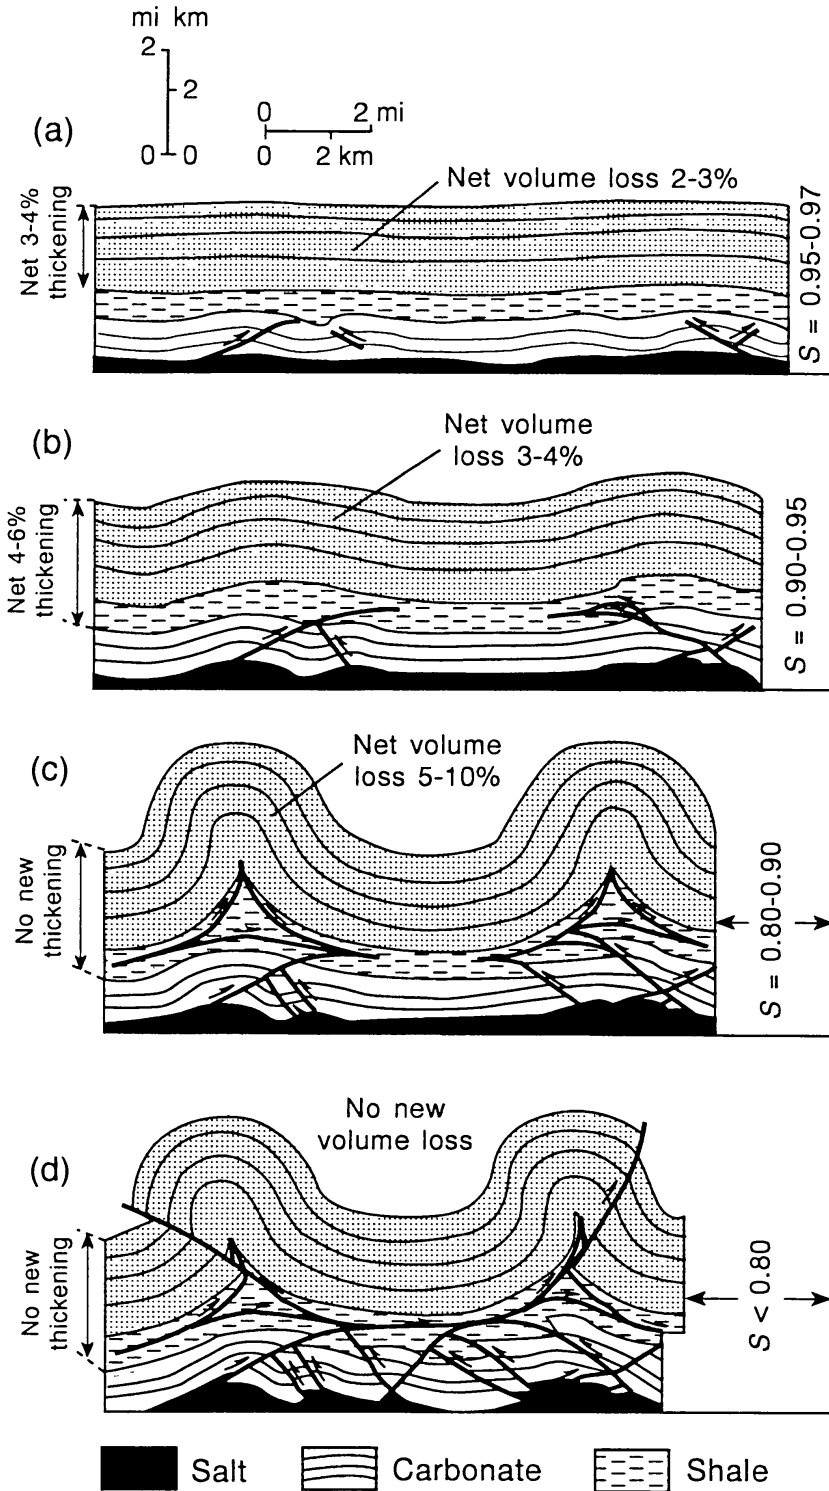 mi km
2
2
0 0
0 2 mi
0 2 km
(a)
Net volume loss 2-3%
Net 3-4%
thickening
S = 0.95-0.97
(b)
Net volume
loss 3-4%
Net 4-6%
thickening
S = 0.90-0.95
(c)
Net volume
loss 5-10%
No new
thickening
S = 0.80-0.90
(d)
No new
volume loss
No new
thickening
S < 0.80
Salt
Carbonate
Shale